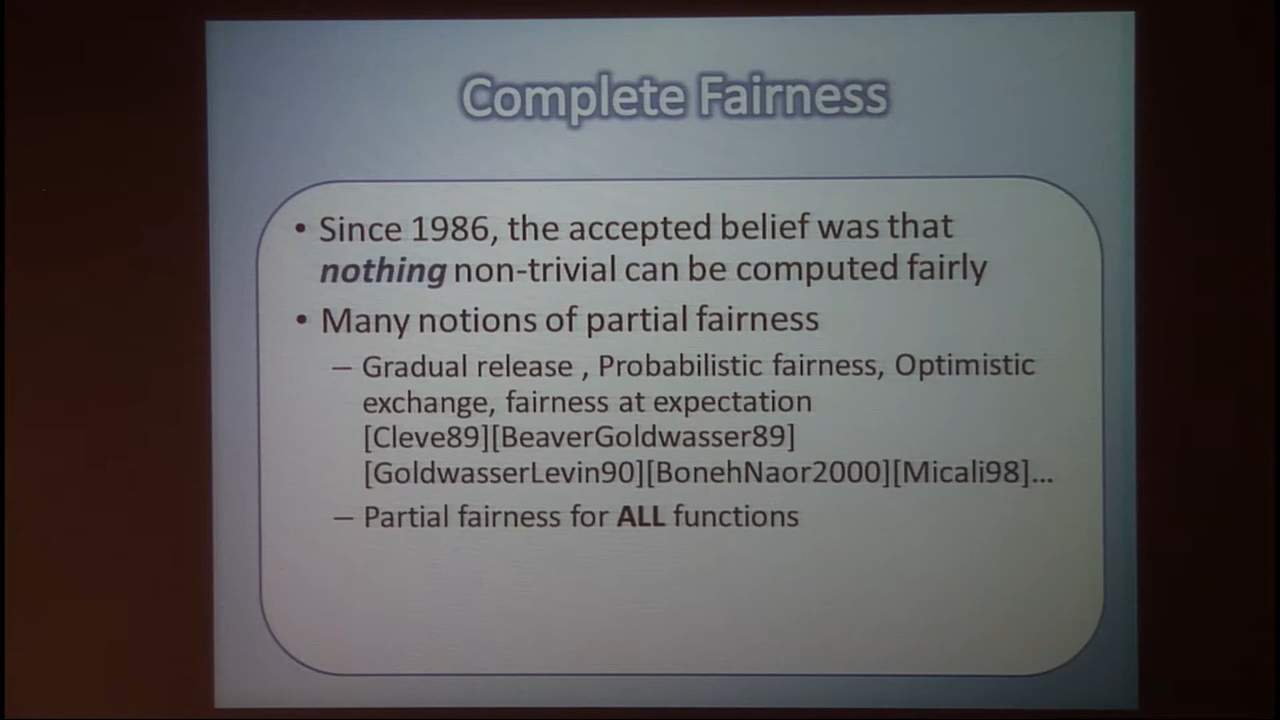 Complete Fairness
• Since 1986, the accepted belief was that
nothing non-trivial can be computed fairly
• Many notions of partial fairness
– Gradual release , Probabilistic fairness, Optimistic
exchange, fairness at expectation
[Cleve89][BeaverGoldwasser89]
[GoldwasserLevin90][BonehNaor2000][Micali98]...
– Partial fairness for ALL functions